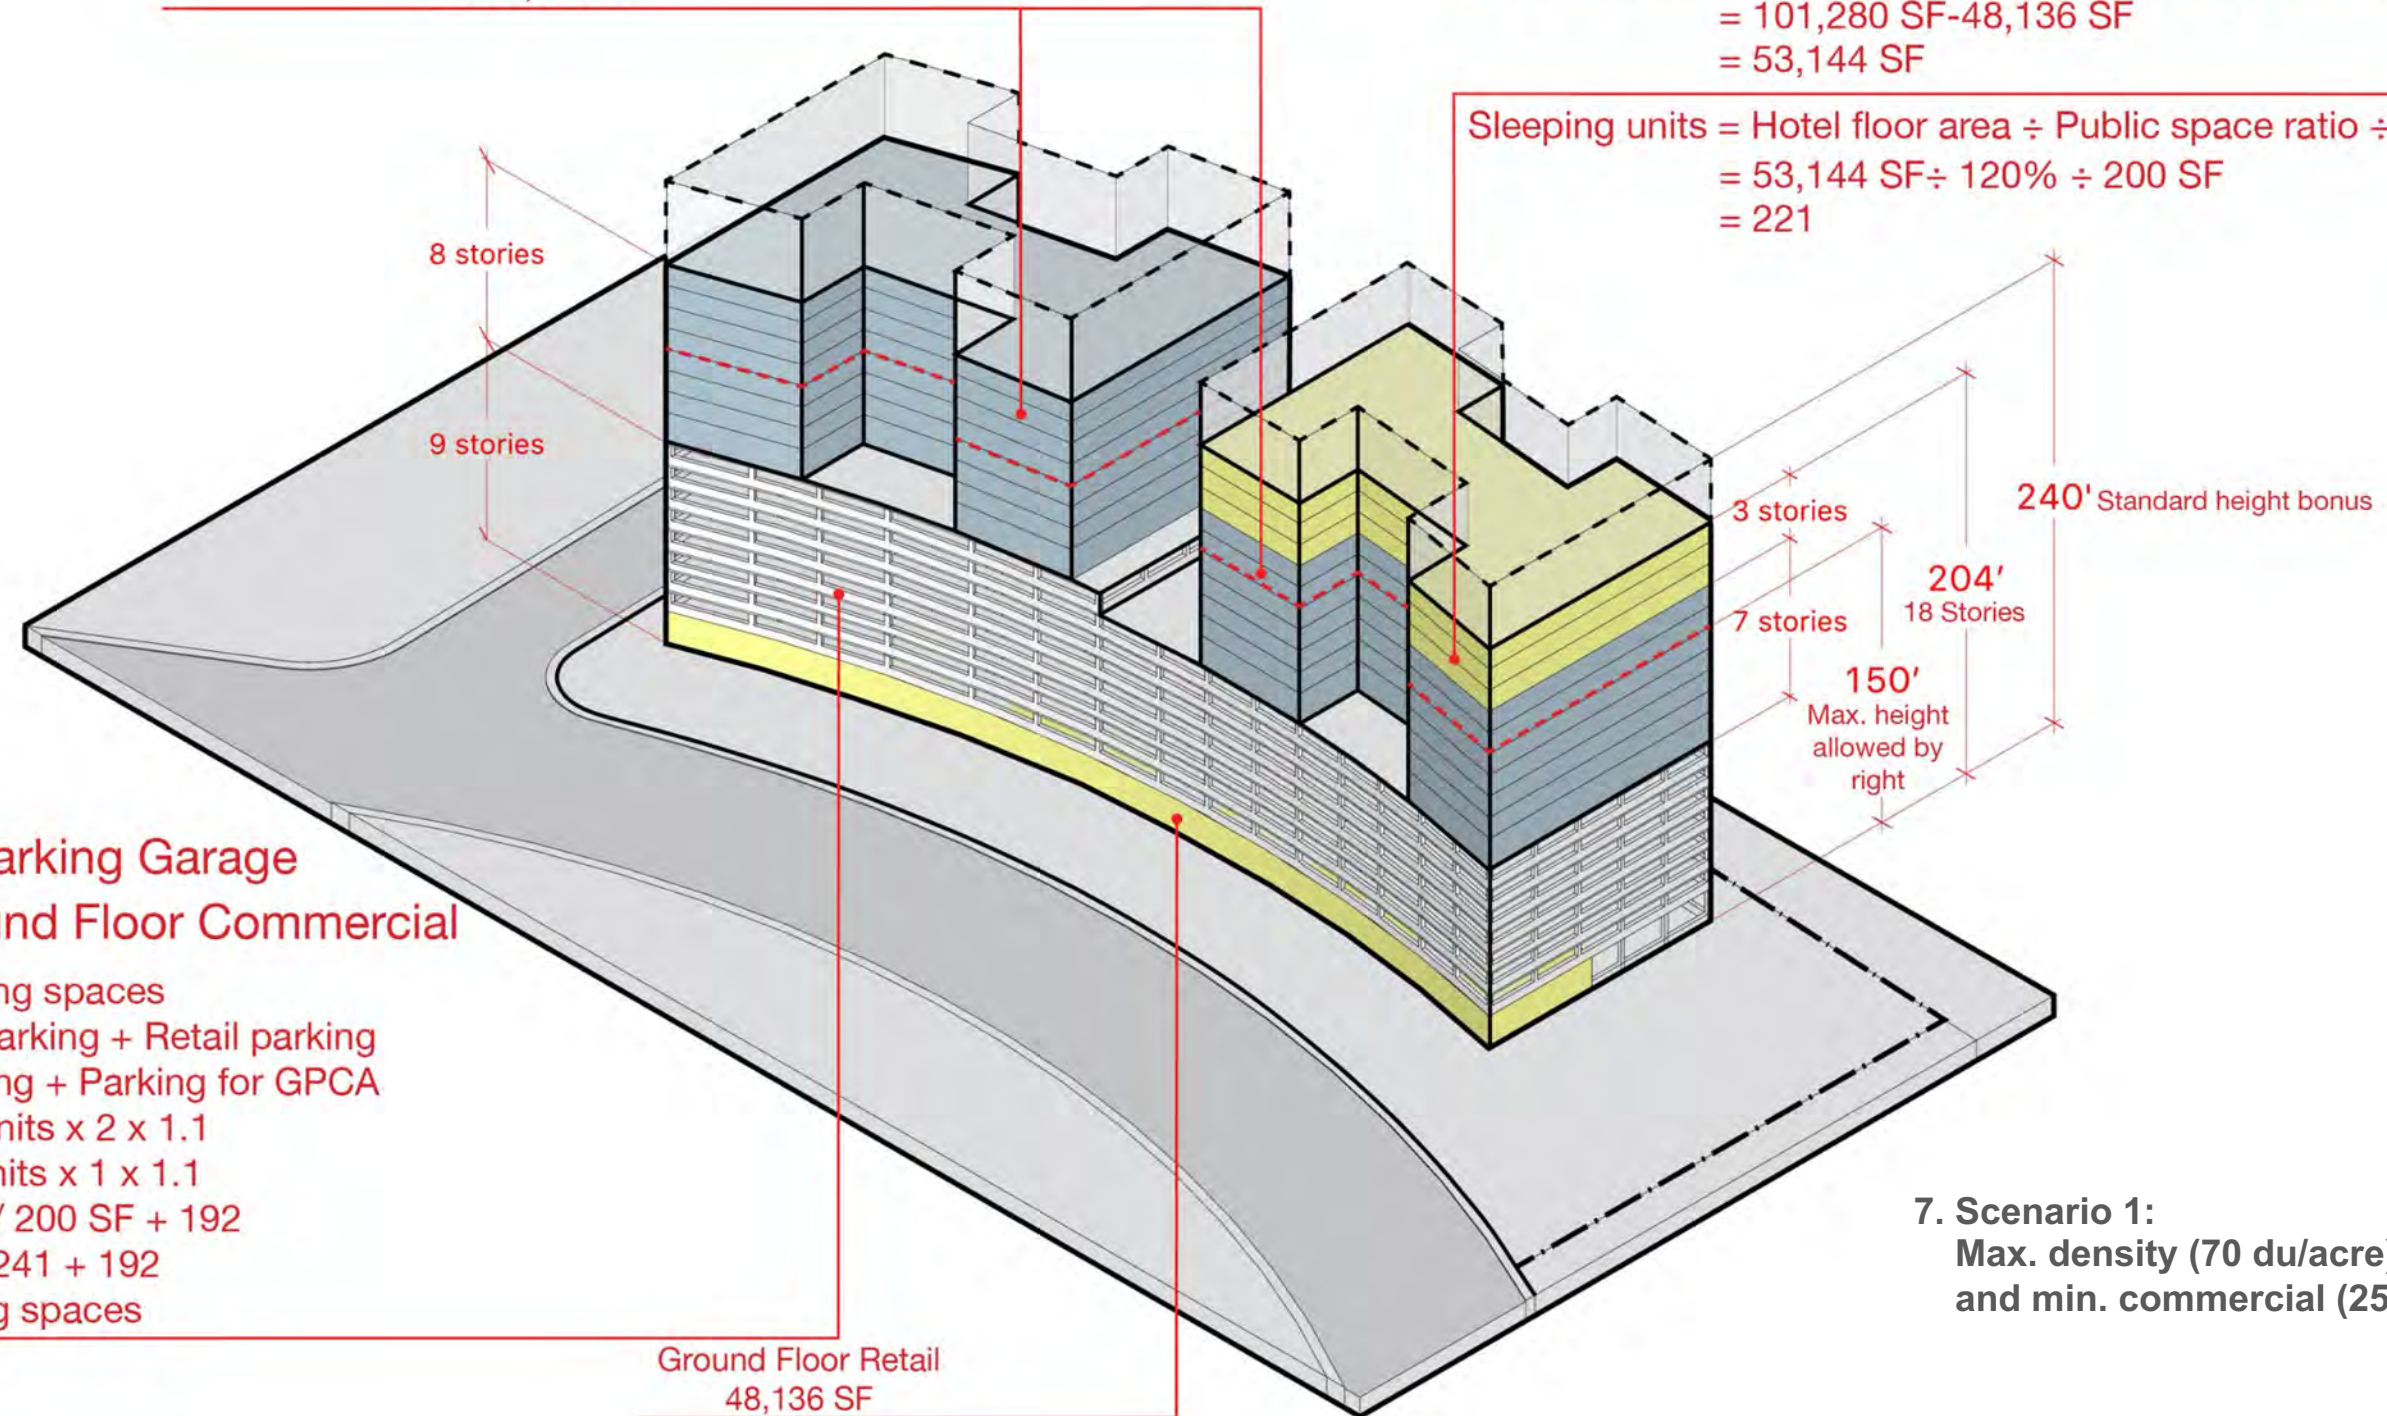 = 101,280 SF-48,136 SF
= 53,144 SF
Sleeping units = Hotel floor area ÷ Public space ratio ÷
= 53,144 SF÷ 120% ÷ 200 SF
= 221
8 stories
9 stories
3 stories
7 stories
240' Standard height bonus
204'
18 Stories
150'
Max. height
allowed by
right
arking Garage
und Floor Commercial
ng spaces
arking + Retail parking
ng + Parking for GPCA
nits x 2 x 1.1
nits x 1 x 1.1
/ 200 SF + 192
241 + 192
g spaces
Ground Floor Retail
48,136 SF
7. Scenario 1:
Max. density (70 du/acre)
and min. commercial (25